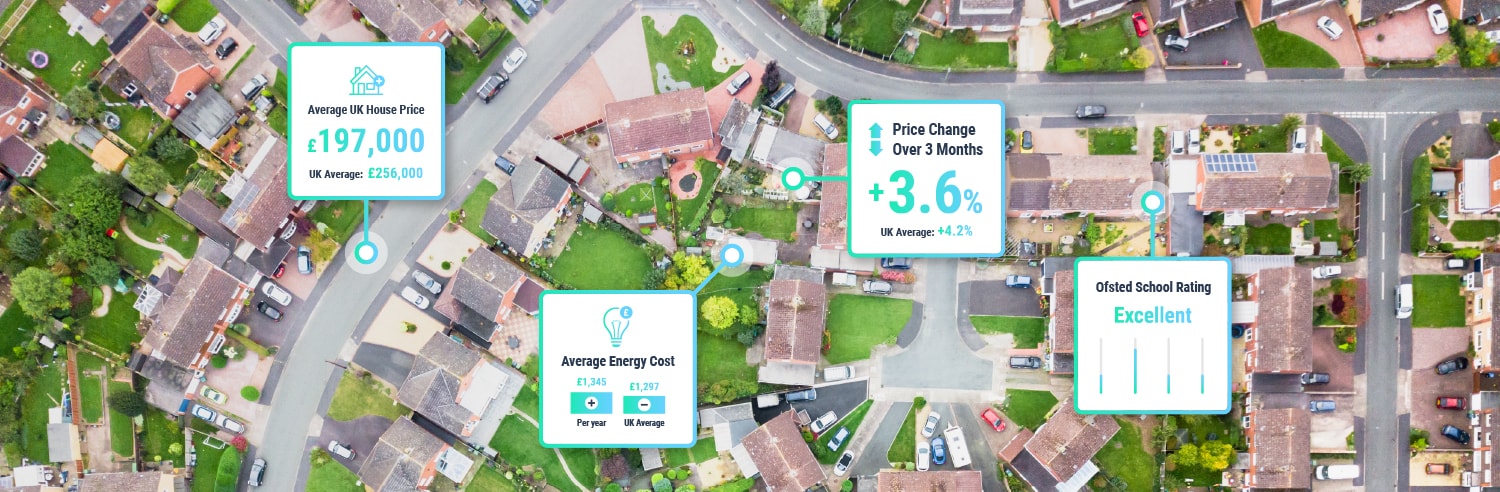 Average UK House Price
£197,000
UK Average: £256,000
£
Average Energy Cost
£1,345
£1,297
+
−
Per year
UK Average
Price Change
Over 3 Months
+3.6%
UK Average: +4.2%
Ofsted School Rating
Excellent